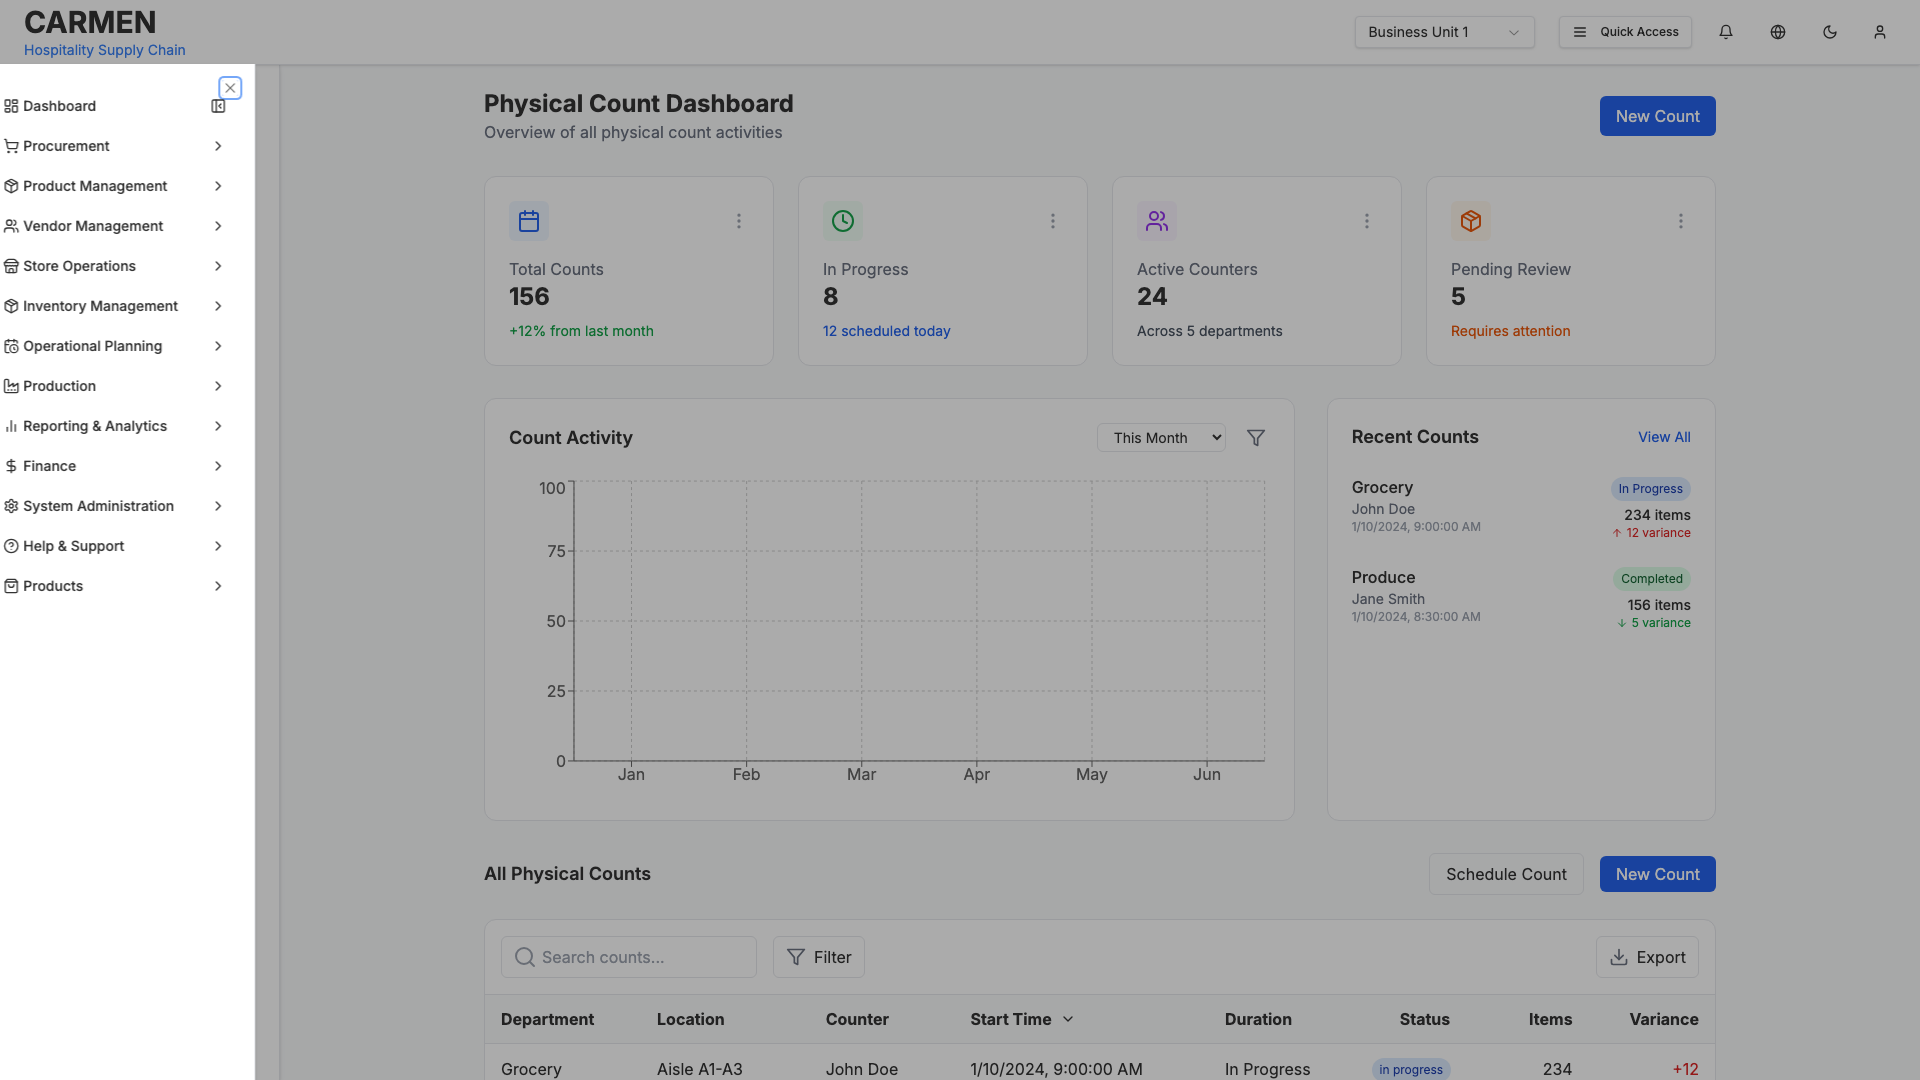 CARMEN
Hospitality Supply Chain
Business Unit 1
Quick Access
Dashboard
Procurement
Product Management
Vendor Management
Store Operations
Inventory Management
Operational Planning
Production
Reporting & Analytics
Finance
System Administration
Help & Support
Products
Physical Count Dashboard
Overview of all physical count activities
New Count
Total Counts
156
+12% from last month
In Progress
8
12 scheduled today
Active Counters
24
Across 5 departments
Pending Review
5
Requires attention
Count Activity
This Month
100
75
50
25
0
Jan Feb Mar Apr May Jun
Recent Counts
View All
Grocery
In Progress
John Doe
234 items
1/10/2024, 9:00:00 AM
↑ 12 variance
Produce
Completed
Jane Smith
156 items
1/10/2024, 8:30:00 AM
↓ 5 variance
All Physical Counts
Schedule Count
New Count
Search counts...
Filter
Export
Department Location Counter Start Time Duration Status Items Variance
Grocery Aisle A1-A3 John Doe 1/10/2024, 9:00:00 AM In Progress in progress 234 +12